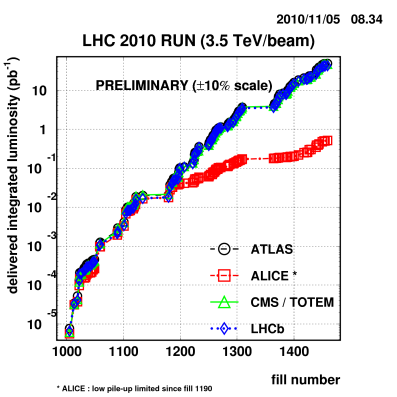 2010/11/05 08.34
LHC 2010 RUN (3.5 TeV/beam)
delivered integrated luminosity (pb⁻¹)
PRELIMINARY (±10% scale)
10
1
10⁻¹
10⁻²
10⁻³
10⁻⁴
10⁻⁵
ATLAS
ALICE *
CMS / TOTEM
LHCb
1000 1100 1200 1300 1400
fill number
* ALICE : low pile-up limited since fill 1190